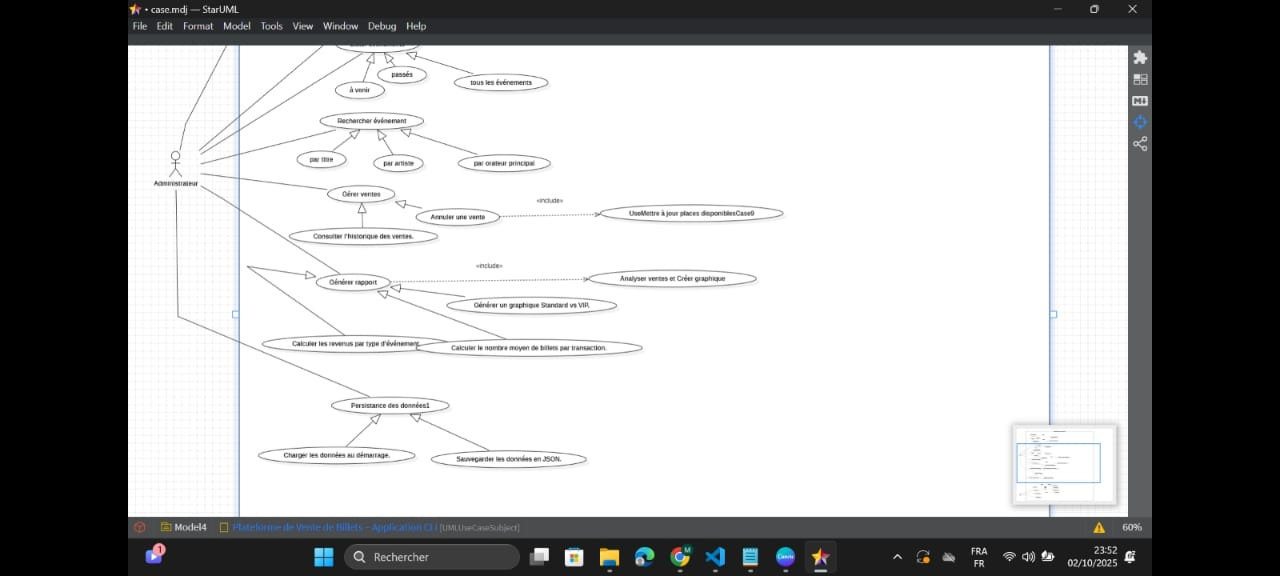 • case.mdj — StarUML
File Edit Format Model Tools View Window Debug Help
passés
à venir
tous les événements
Rechercher événement
par titre
par artiste
par orateur principal
Administrateur
Gérer ventes
«include»
Annuler une vente
UseMettre à jour places disponiblesCase6
Consulter l'historique des ventes.
«include»
Générer rapport
Analyser ventes et Créer graphique
Générer un graphique Standard vs VIP.
Calculer les revenus par type d'événement
Calculer le nombre moyen de billets par transaction.
Persistance des données1
Charger les données au démarrage.
Sauvegarder les données en JSON.
Model4
Plateforme de Vente de Billets – Application CLI [UMLUseCaseSubject]
60%
1
Rechercher
FRA
FR
23:52
02/10/2025